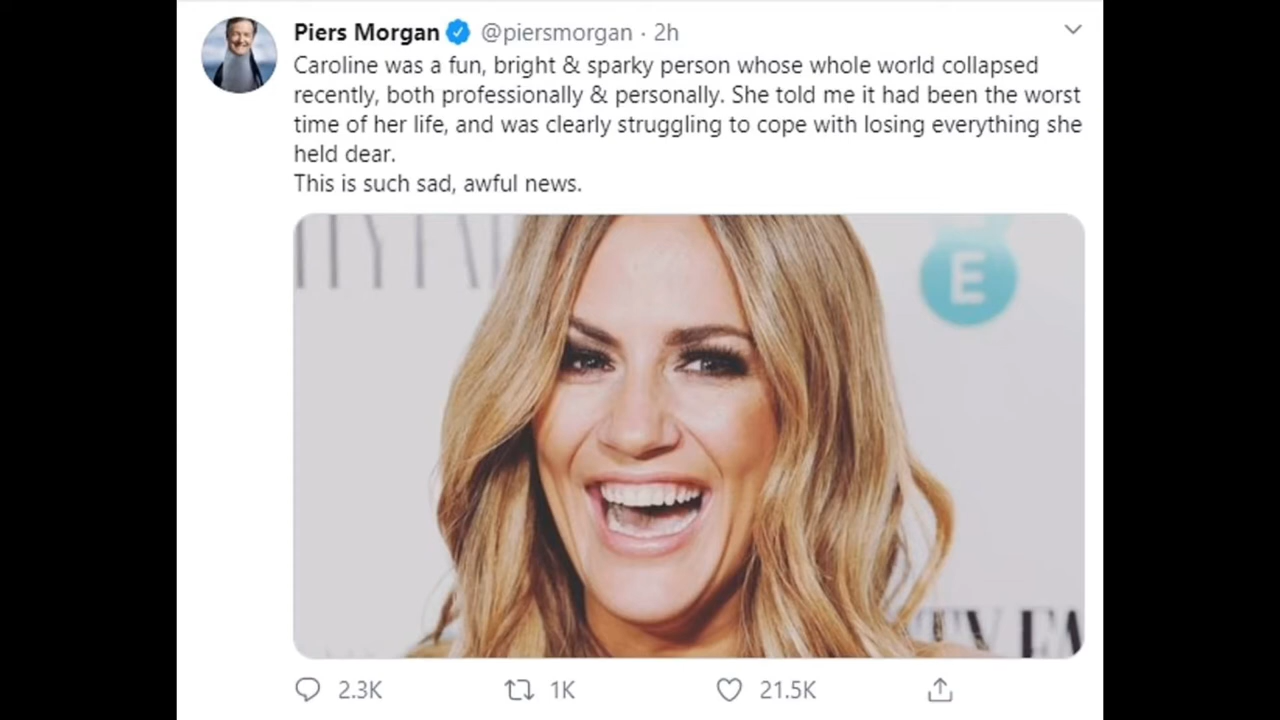 Piers Morgan @piersmorgan · 2h
Caroline was a fun, bright & sparky person whose whole world collapsed
recently, both professionally & personally. She told me it had been the worst
time of her life, and was clearly struggling to cope with losing everything she
held dear.
This is such sad, awful news.
E
2.3K 1K 21.5K